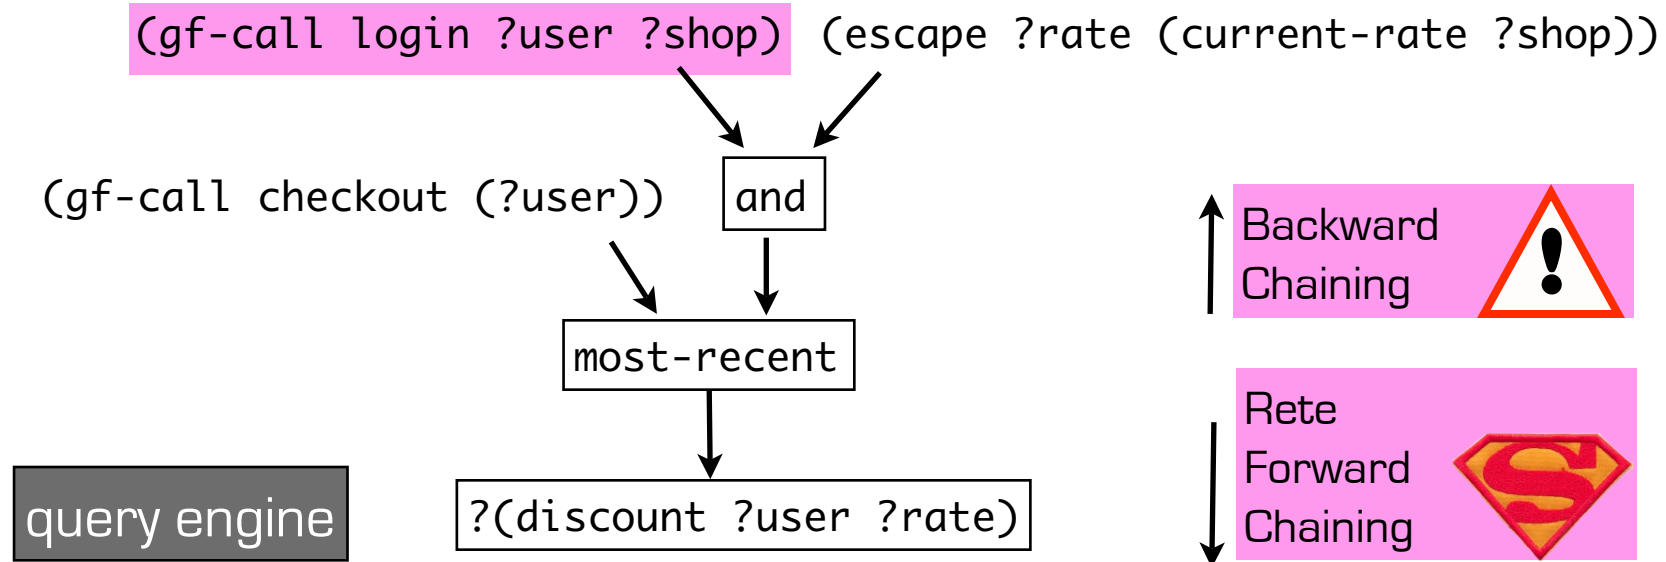 (gf-call login ?user ?shop) (escape ?rate (current-rate ?shop))
(gf-call checkout (?user))
and
most-recent
?(discount ?user ?rate)
query engine
Backward
Chaining
!
Rete
Forward
Chaining
S